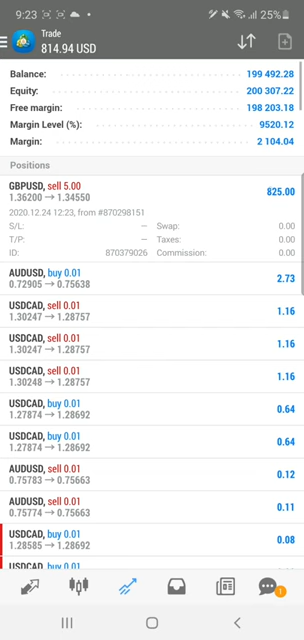 9:23
25%
Trade
814.94 USD
Balance: 199 492.28
Equity: 200 307.22
Free margin: 198 203.18
Margin Level (%): 9520.12
Margin: 2 104.04
Positions
GBPUSD, sell 5.00
1.36200 → 1.34550 825.00
2020.12.24 12:23, from #870298151
S/L: — Swap: 0.00
T/P: — Taxes: 0.00
ID: 870379026 Commission: 0.00
AUDUSD, buy 0.01
0.72905 → 0.75638 2.73
USDCAD, sell 0.01
1.30247 → 1.28757 1.16
USDCAD, sell 0.01
1.30247 → 1.28757 1.16
USDCAD, sell 0.01
1.30248 → 1.28757 1.16
USDCAD, buy 0.01
1.27874 → 1.28692 0.64
USDCAD, buy 0.01
1.27874 → 1.28692 0.64
AUDUSD, sell 0.01
0.75783 → 0.75663 0.12
AUDUSD, sell 0.01
0.75774 → 0.75663 0.11
USDCAD, buy 0.01
1.28585 → 1.28692 0.08
USDCAD, buy 0.01
1